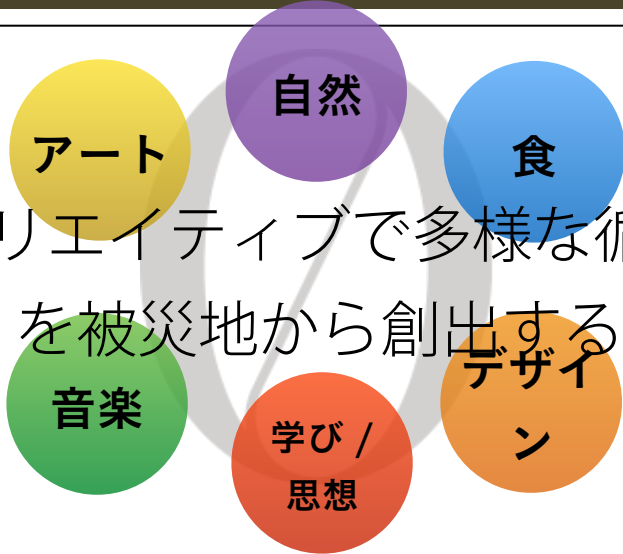 自然
アート
食
リエイティブで多様な循
を被災地から創出する
音楽
デザイ
ン
学び /
思想